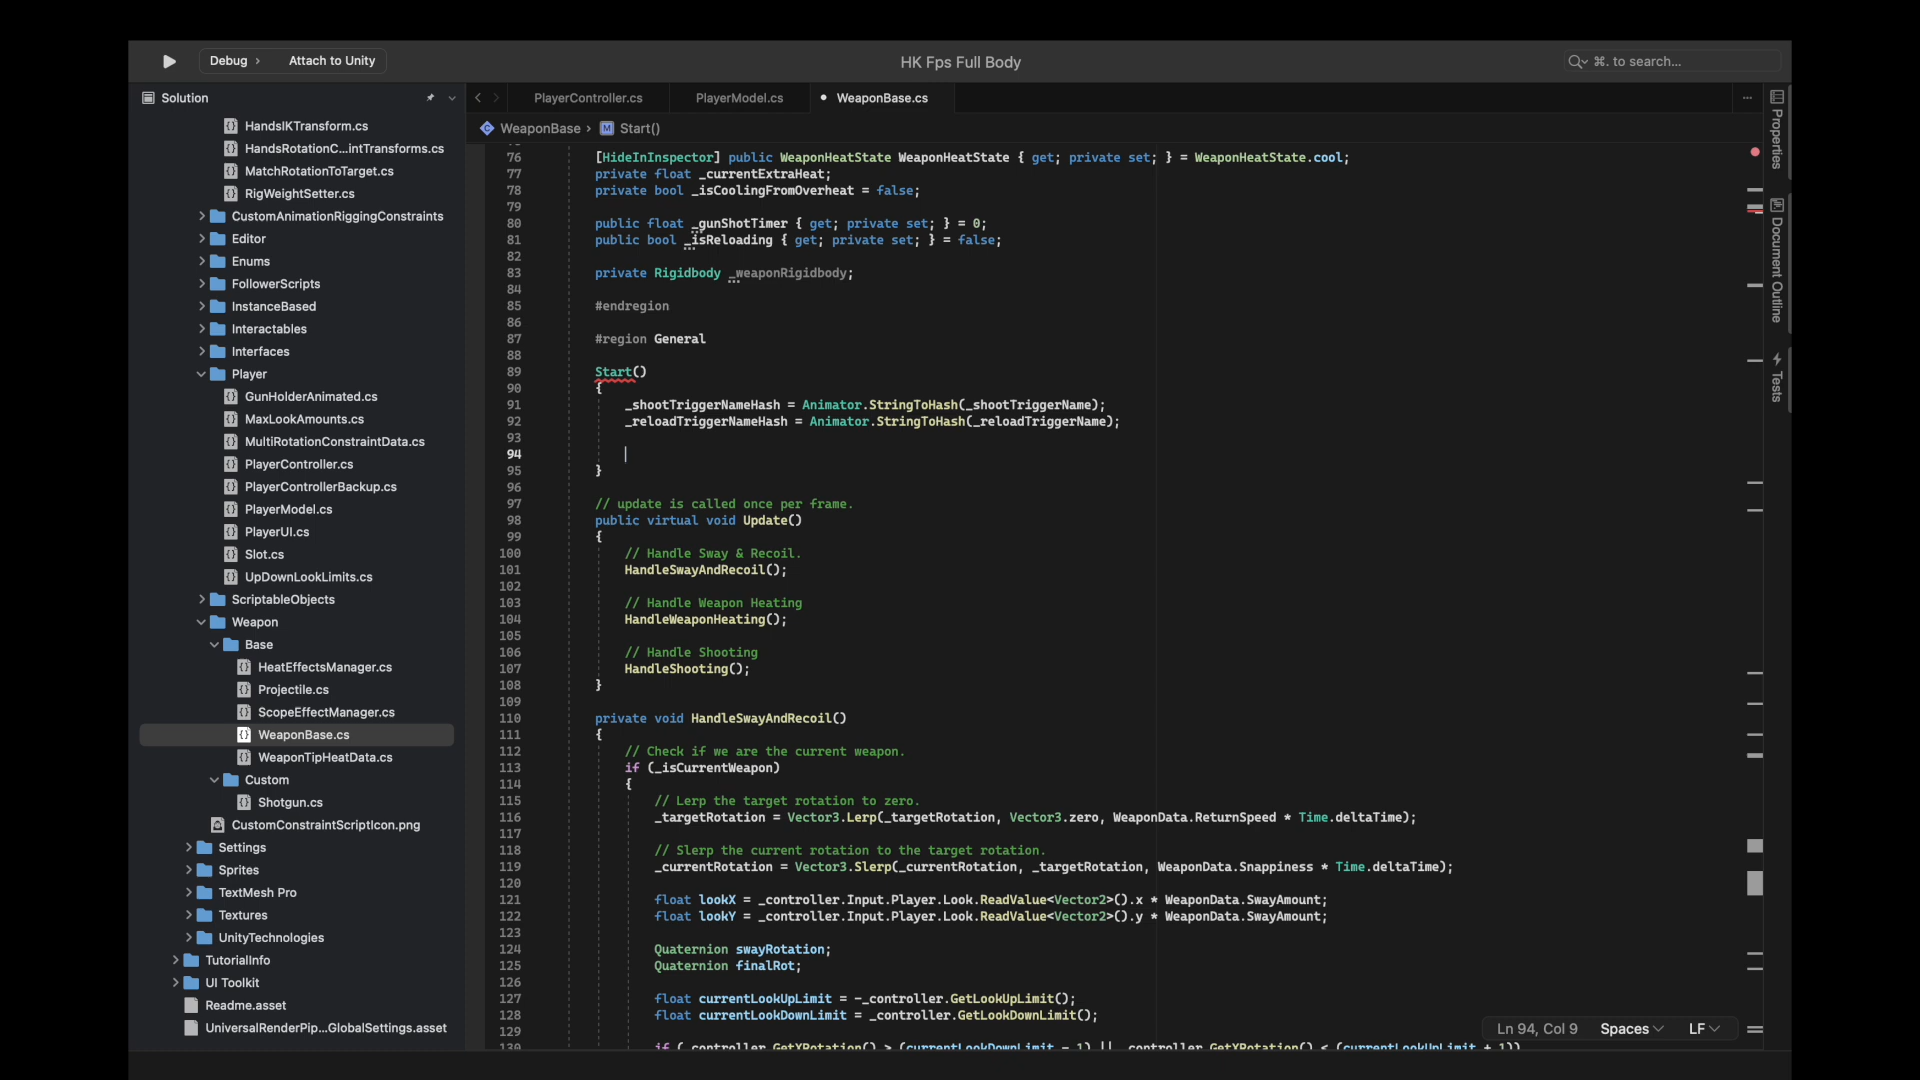 Debug › Attach to Unity
HK Fps Full Body
⌘. to search...
Solution
HandsIKTransform.cs
HandsRotationC...intTransforms.cs
MatchRotationToTarget.cs
RigWeightSetter.cs
CustomAnimationRiggingConstraints
Editor
Enums
FollowerScripts
InstanceBased
Interactables
Interfaces
Player
GunHolderAnimated.cs
MaxLookAmounts.cs
MultiRotationConstraintData.cs
PlayerController.cs
PlayerControllerBackup.cs
PlayerModel.cs
PlayerUI.cs
Slot.cs
UpDownLookLimits.cs
ScriptableObjects
Weapon
Base
HeatEffectsManager.cs
Projectile.cs
ScopeEffectManager.cs
WeaponBase.cs
WeaponTipHeatData.cs
Custom
Shotgun.cs
CustomConstraintScriptIcon.png
Settings
Sprites
TextMesh Pro
Textures
UnityTechnologies
TutorialInfo
UI Toolkit
Readme.asset
UniversalRenderPip...GlobalSettings.asset
PlayerController.cs PlayerModel.cs WeaponBase.cs
WeaponBase › M Start()
76 [HideInInspector] public WeaponHeatState WeaponHeatState { get; private set; } = WeaponHeatState.cool;
77 private float _currentExtraHeat;
78 private bool _isCoolingFromOverheat = false;
79
80 public float _gunShotTimer { get; private set; } = 0;
81 public bool _isReloading { get; private set; } = false;
82
83 private Rigidbody _weaponRigidbody;
84
85 #endregion
86
87 #region General
88
89 Start()
90 {
91 _shootTriggerNameHash = Animator.StringToHash(_shootTriggerName);
92 _reloadTriggerNameHash = Animator.StringToHash(_reloadTriggerName);
93
94
95 }
96
97 // update is called once per frame.
98 public virtual void Update()
99 {
100 // Handle Sway & Recoil.
101 HandleSwayAndRecoil();
102
103 // Handle Weapon Heating
104 HandleWeaponHeating();
105
106 // Handle Shooting
107 HandleShooting();
108 }
109
110 private void HandleSwayAndRecoil()
111 {
112 // Check if we are the current weapon.
113 if (_isCurrentWeapon)
114 {
115 // Lerp the target rotation to zero.
116 _targetRotation = Vector3.Lerp(_targetRotation, Vector3.zero, WeaponData.ReturnSpeed * Time.deltaTime);
117
118 // Slerp the current rotation to the target rotation.
119 _currentRotation = Vector3.Slerp(_currentRotation, _targetRotation, WeaponData.Snappiness * Time.deltaTime);
120
121 float lookX = _controller.Input.Player.Look.ReadValue<Vector2>().x * WeaponData.SwayAmount;
122 float lookY = _controller.Input.Player.Look.ReadValue<Vector2>().y * WeaponData.SwayAmount;
123
124 Quaternion swayRotation;
125 Quaternion finalRot;
126
127 float currentLookUpLimit = -_controller.GetLookUpLimit();
128 float currentLookDownLimit = _controller.GetLookDownLimit();
129
130 if (_controller.GetXRotation() > (currentLookDownLimit - 1) || _controller.GetXRotation() < (currentLookUpLimit + 1))
Properties
Document Outline
Tests
Ln 94, Col 9 Spaces LF